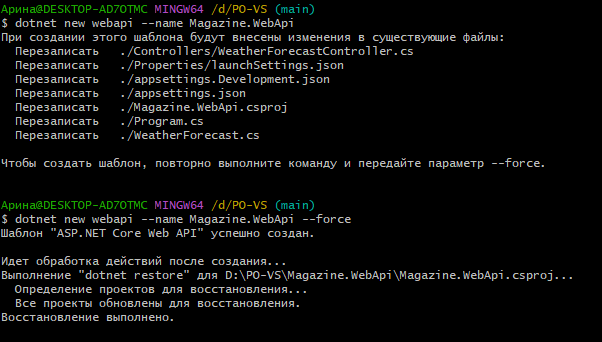 Арина@DESKTOP-AD7OTMC MINGW64 /d/PO-VS (main)
$ dotnet new webapi --name Magazine.WebApi
При создании этого шаблона будут внесены изменения в существующие файлы:
  Перезаписать   ./Controllers/WeatherForecastController.cs
  Перезаписать   ./Properties/launchSettings.json
  Перезаписать   ./appsettings.Development.json
  Перезаписать   ./appsettings.json
  Перезаписать   ./Magazine.WebApi.csproj
  Перезаписать   ./Program.cs
  Перезаписать   ./WeatherForecast.cs
Чтобы создать шаблон, повторно выполните команду и передайте параметр --force.
Арина@DESKTOP-AD7OTMC MINGW64 /d/PO-VS (main)
$ dotnet new webapi --name Magazine.WebApi --force
Шаблон "ASP.NET Core Web API" успешно создан.
Идет обработка действий после создания...
Выполнение "dotnet restore" для D:\PO-VS\Magazine.WebApi\Magazine.WebApi.csproj...
  Определение проектов для восстановления...
  Все проекты обновлены для восстановления.
Восстановление выполнено.